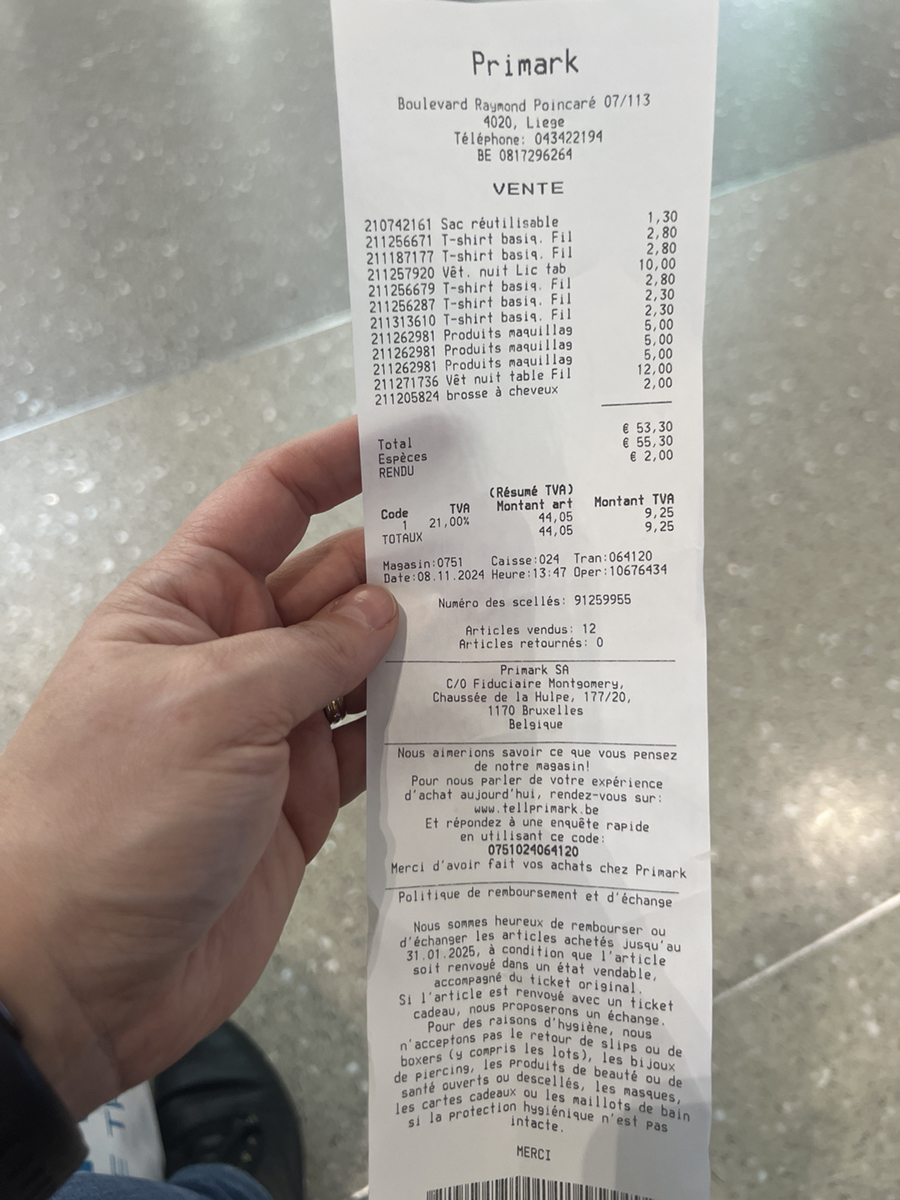 Primark
Boulevard Raymond Poincaré 07/113
4020, Liege
Téléphone: 043422194
BE 0817296264
VENTE
210742161 Sac réutilisable 1,30
211256671 T-shirt basiq. Fil 2,80
211187177 T-shirt basiq. Fil 2,80
211257920 Vêt. nuit Lic tab 10,00
211256679 T-shirt basiq. Fil 2,80
211256287 T-shirt basiq. Fil 2,30
211313610 T-shirt basiq. Fil 2,30
211262981 Produits maquillag 5,00
211262981 Produits maquillag 5,00
211262981 Produits maquillag 5,00
211271736 Vêt nuit table Fil 12,00
211205824 brosse à cheveux 2,00
Total € 53,30
Espèces € 55,30
RENDU € 2,00
(Résumé TVA)
Code TVA Montant art Montant TVA
1 21,00% 44,05 9,25
TOTAUX 44,05 9,25
Magasin:0751 Caisse:024 Tran:064120
Date:08.11.2024 Heure:13:47 Oper:10676434
Numéro des scellés: 91259955
Articles vendus: 12
Articles retournés: 0
Primark SA
C/O Fiduciaire Montgomery,
Chaussée de la Hulpe, 177/20,
1170 Bruxelles
Belgique
Nous aimerions savoir ce que vous pensez
de notre magasin!
Pour nous parler de votre expérience
d'achat aujourd'hui, rendez-vous sur:
www.tellprimark.be
Et répondez à une enquête rapide
en utilisant ce code:
0751024064120
Merci d'avoir fait vos achats chez Primark
Politique de remboursement et d'échange
Nous sommes heureux de rembourser ou
d'échanger les articles achetés jusqu'au
31.01.2025, à condition que l'article
soit renvoyé dans un état vendable,
accompagné du ticket original.
Si l'article est renvoyé avec un ticket
cadeau, nous proposerons un échange.
Pour des raisons d'hygiène, nous
n'acceptons pas le retour de slips ou de
boxers (y compris les lots), les bijoux
de piercing, les produits de beauté ou de
santé ouverts ou descellés, les masques,
les cartes cadeaux ou les maillots de bain
si la protection hygiénique n'est pas
intacte.
MERCI